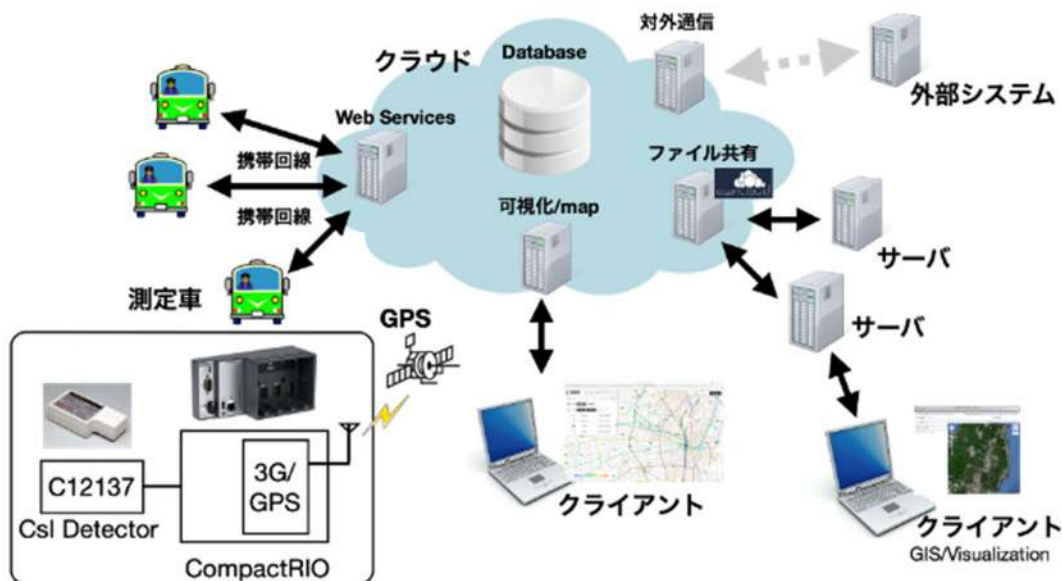 対外通信
Database
クラウド
外部システム
Web Services
携帯回線
ファイル共有
携帯回線
可視化/map
サーバ
測定車
GPS
サーバ
3G/
GPS
C12137
CsI Detector
CompactRIO
クライアント
クライアント
GIS/Visualization